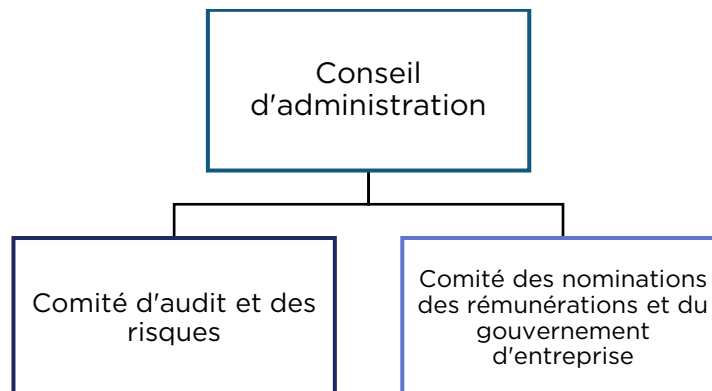 Conseil
d'administration
Comité d'audit et des
risques
Comité des nominations
des rémunérations et du
gouvernement
d'entreprise